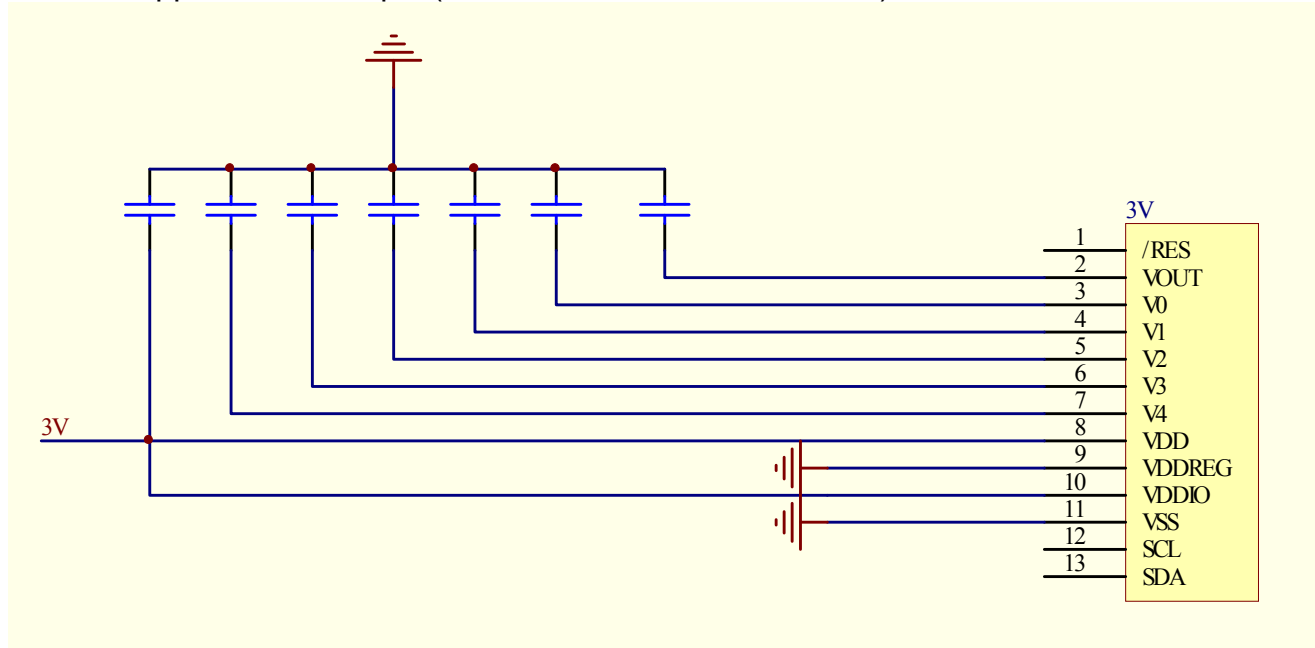 3V
1 /RES
2 VOUT
3 V0
4 V1
5 V2
6 V3
7 V4
3V
8 VDD
9 VDDREG
10 VDDIO
11 VSS
12 SCL
13 SDA